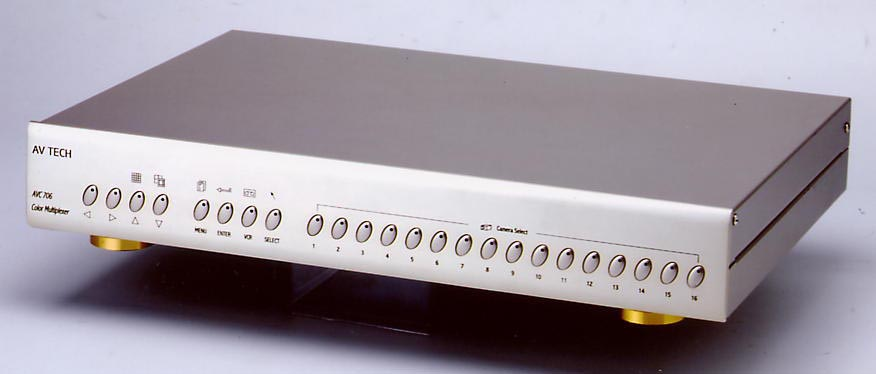 AV TECH
AVC 706
Color Multiplexer
MENU ENTER VCR SELECT
Camera Select
1 2 3 4 5 6 7 8 9 10 11 12 13 14 15 16